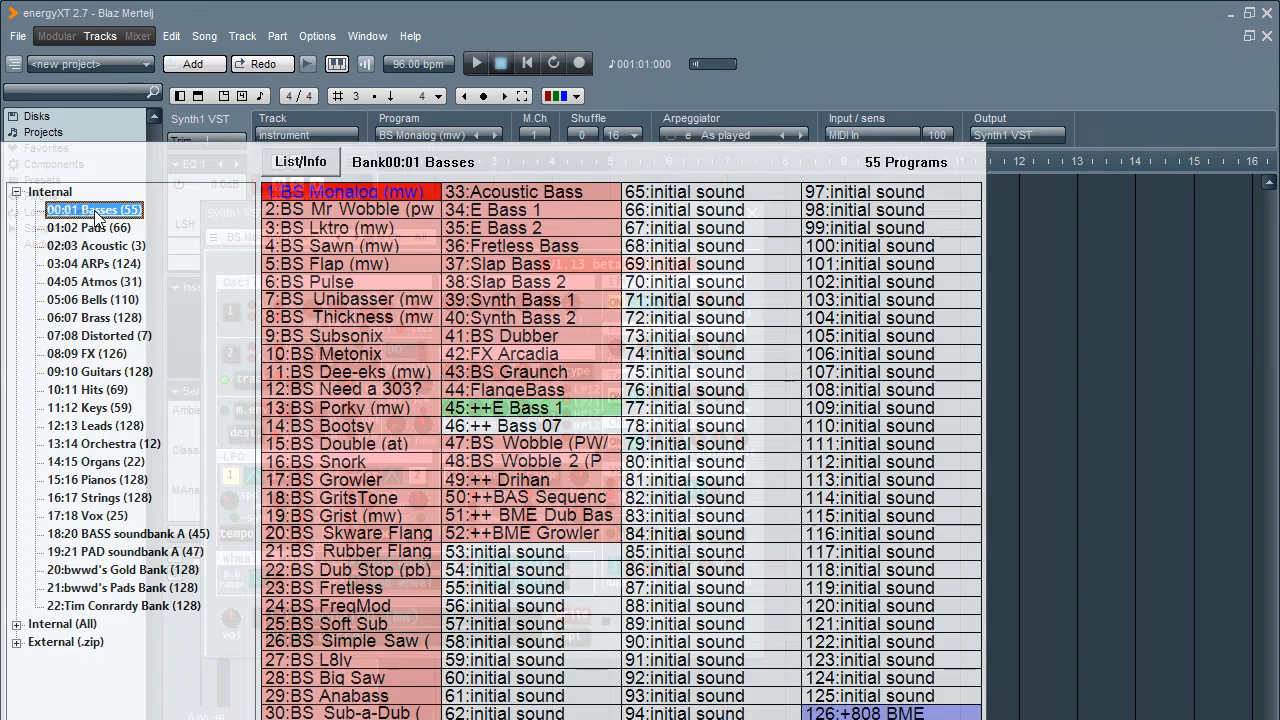 energyXT 2.7 - Blaz Mertelj
File Modular Tracks Mixer Edit Song Track Part Options Window Help
<new project> Add Redo 96.00 bpm 001:01:000
4 / 4 # 3 4
Disks
Projects
Favorites
Components
Presets
Synth1 VST
Track Program M.Ch Shuffle Arpeggiator Input / sens Output
instrument BS Monalog (mw) 1 0 16 e As played MIDI In 100 Synth1 VST
List/Info Bank00:01 Basses 55 Programs
12 13 14 15 16
Internal
00:01 Basses (55)
01:02 Pads (66)
02:03 Acoustic (3)
03:04 ARPs (124)
04:05 Atmos (31)
05:06 Bells (110)
06:07 Brass (128)
07:08 Distorted (7)
08:09 FX (126)
09:10 Guitars (128)
10:11 Hits (69)
11:12 Keys (59)
12:13 Leads (128)
13:14 Orchestra (12)
14:15 Organs (22)
15:16 Pianos (128)
16:17 Strings (128)
17:18 Vox (25)
18:20 BASS soundbank A (45)
19:21 PAD soundbank A (47)
20:bwwd's Gold Bank (128)
21:bwwd's Pads Bank (128)
22:Tim Conrardy Bank (128)
Internal (All)
External (.zip)
1:BS Monalog (mw)
2:BS Mr Wobble (pw
3:BS Lktro (mw)
4:BS Sawn (mw)
5:BS Flap (mw)
6:BS Pulse
7:BS Unibasser (mw
8:BS Thickness (mw
9:BS Subsonix
10:BS Metonix
11:BS Dee-eks (mw)
12:BS Need a 303?
13:BS Porky (mw)
14:BS Bootsy
15:BS Double (at)
16:BS Snork
17:BS Growler
18:BS GritsTone
19:BS Grist (mw)
20:BS Skware Flang
21:BS Rubber Flang
22:BS Dub Stop (pb)
23:BS Fretless
24:BS FreqMod
25:BS Soft Sub
26:BS Simple Saw (
27:BS L8ly
28:BS Big Saw
29:BS Anabass
30:BS Sub-a-Dub (
33:Acoustic Bass
34:E Bass 1
35:E Bass 2
36:Fretless Bass
37:Slap Bass
38:Slap Bass 2
39:Synth Bass 1
40:Synth Bass 2
41:BS Dubber
42:FX Arcadia
43:BS Graunch
44:FlangeBass
45:++E Bass 1
46:++ Bass 07
47:BS Wobble (PW/
48:BS Wobble 2 (P
49:++ Drihan
50:++BAS Sequenc
51:++ BME Dub Bas
52:++BME Growler
53:initial sound
54:initial sound
55:initial sound
56:initial sound
57:initial sound
58:initial sound
59:initial sound
60:initial sound
61:initial sound
62:initial sound
65:initial sound
66:initial sound
67:initial sound
68:initial sound
69:initial sound
70:initial sound
71:initial sound
72:initial sound
73:initial sound
74:initial sound
75:initial sound
76:initial sound
77:initial sound
78:initial sound
79:initial sound
80:initial sound
81:initial sound
82:initial sound
83:initial sound
84:initial sound
85:initial sound
86:initial sound
87:initial sound
88:initial sound
89:initial sound
90:initial sound
91:initial sound
92:initial sound
93:initial sound
94:initial sound
97:initial sound
98:initial sound
99:initial sound
100:initial sound
101:initial sound
102:initial sound
103:initial sound
104:initial sound
105:initial sound
106:initial sound
107:initial sound
108:initial sound
109:initial sound
110:initial sound
111:initial sound
112:initial sound
113:initial sound
114:initial sound
115:initial sound
116:initial sound
117:initial sound
118:initial sound
119:initial sound
120:initial sound
121:initial sound
122:initial sound
123:initial sound
124:initial sound
125:initial sound
126:+808 BME